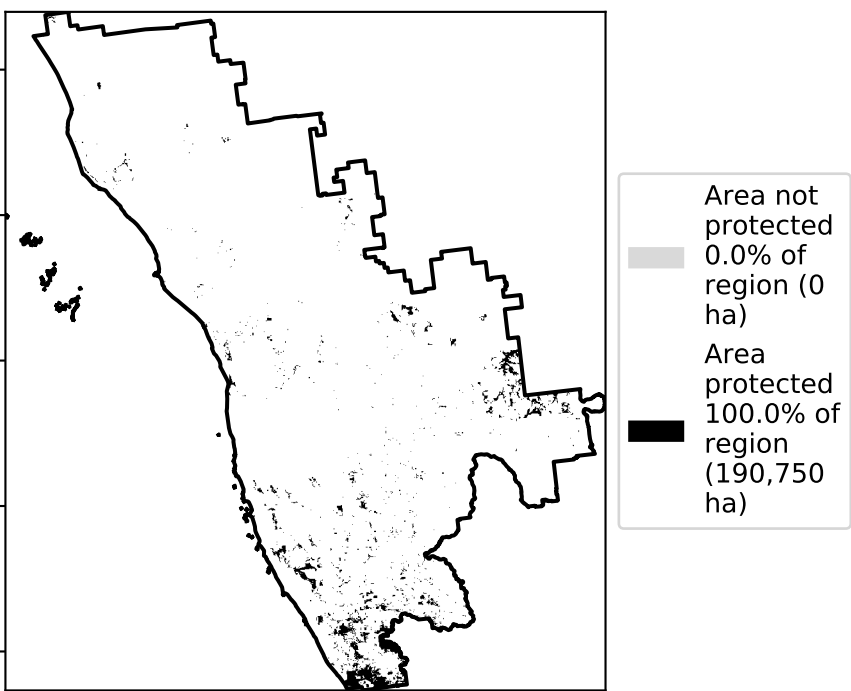 Area not
protected
0.0% of
region (0
ha)
Area
protected
100.0% of
region
(190,750
ha)